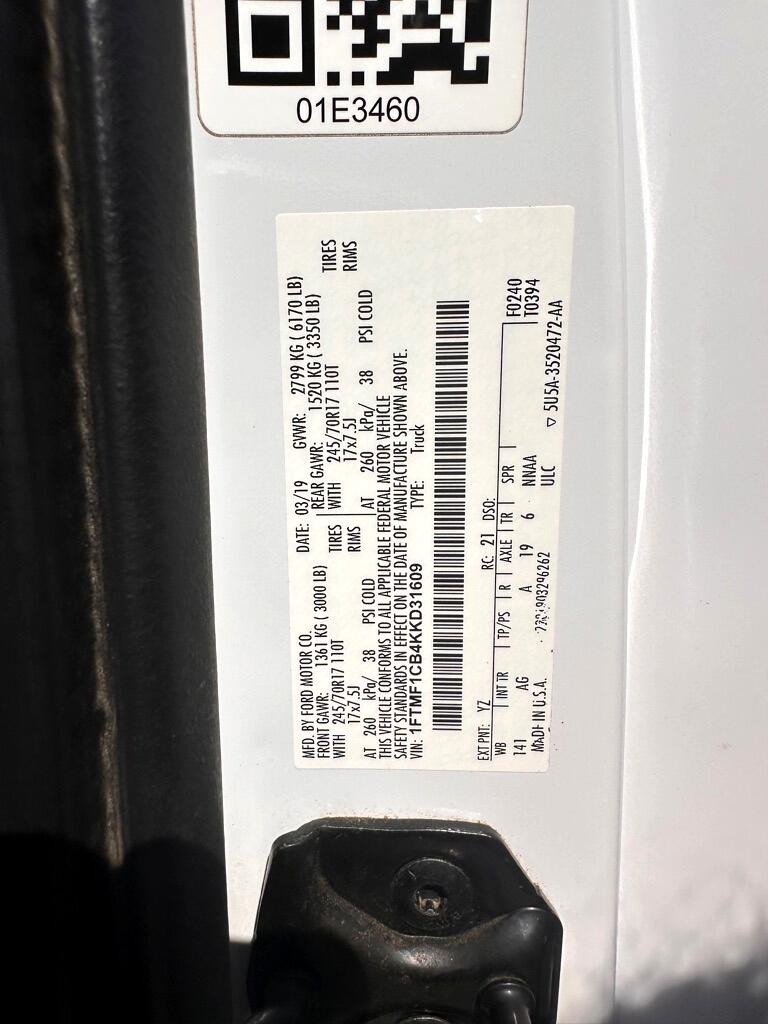 01E3460
MFD. BY FORD MOTOR CO.
DATE: 03/19 GVWR: 2799 KG ( 6170 LB)
FRONT GAWR: 1361 KG ( 3000 LB) REAR GAWR: 1520 KG ( 3350 LB)
WITH 245/70R17 110T TIRES WITH 245/70R17 110T TIRES
17x7.5J RIMS 17x7.5J RIMS
AT 260 kPa/ 38 PSI COLD AT 260 kPa/ 38 PSI COLD
THIS VEHICLE CONFORMS TO ALL APPLICABLE FEDERAL MOTOR VEHICLE
SAFETY STANDARDS IN EFFECT ON THE DATE OF MANUFACTURE SHOWN ABOVE.
VIN: 1FTMF1CB4KKD31609 TYPE: Truck
EXT PNT: YZ RC: 21 DSO:
WB INT TR TP/PS R AXLE TR SPR F0240
141 AG A 19 6 NNAA T0394
MADE IN U.S.A. ULC ▽ 5U5A-3520472-AA